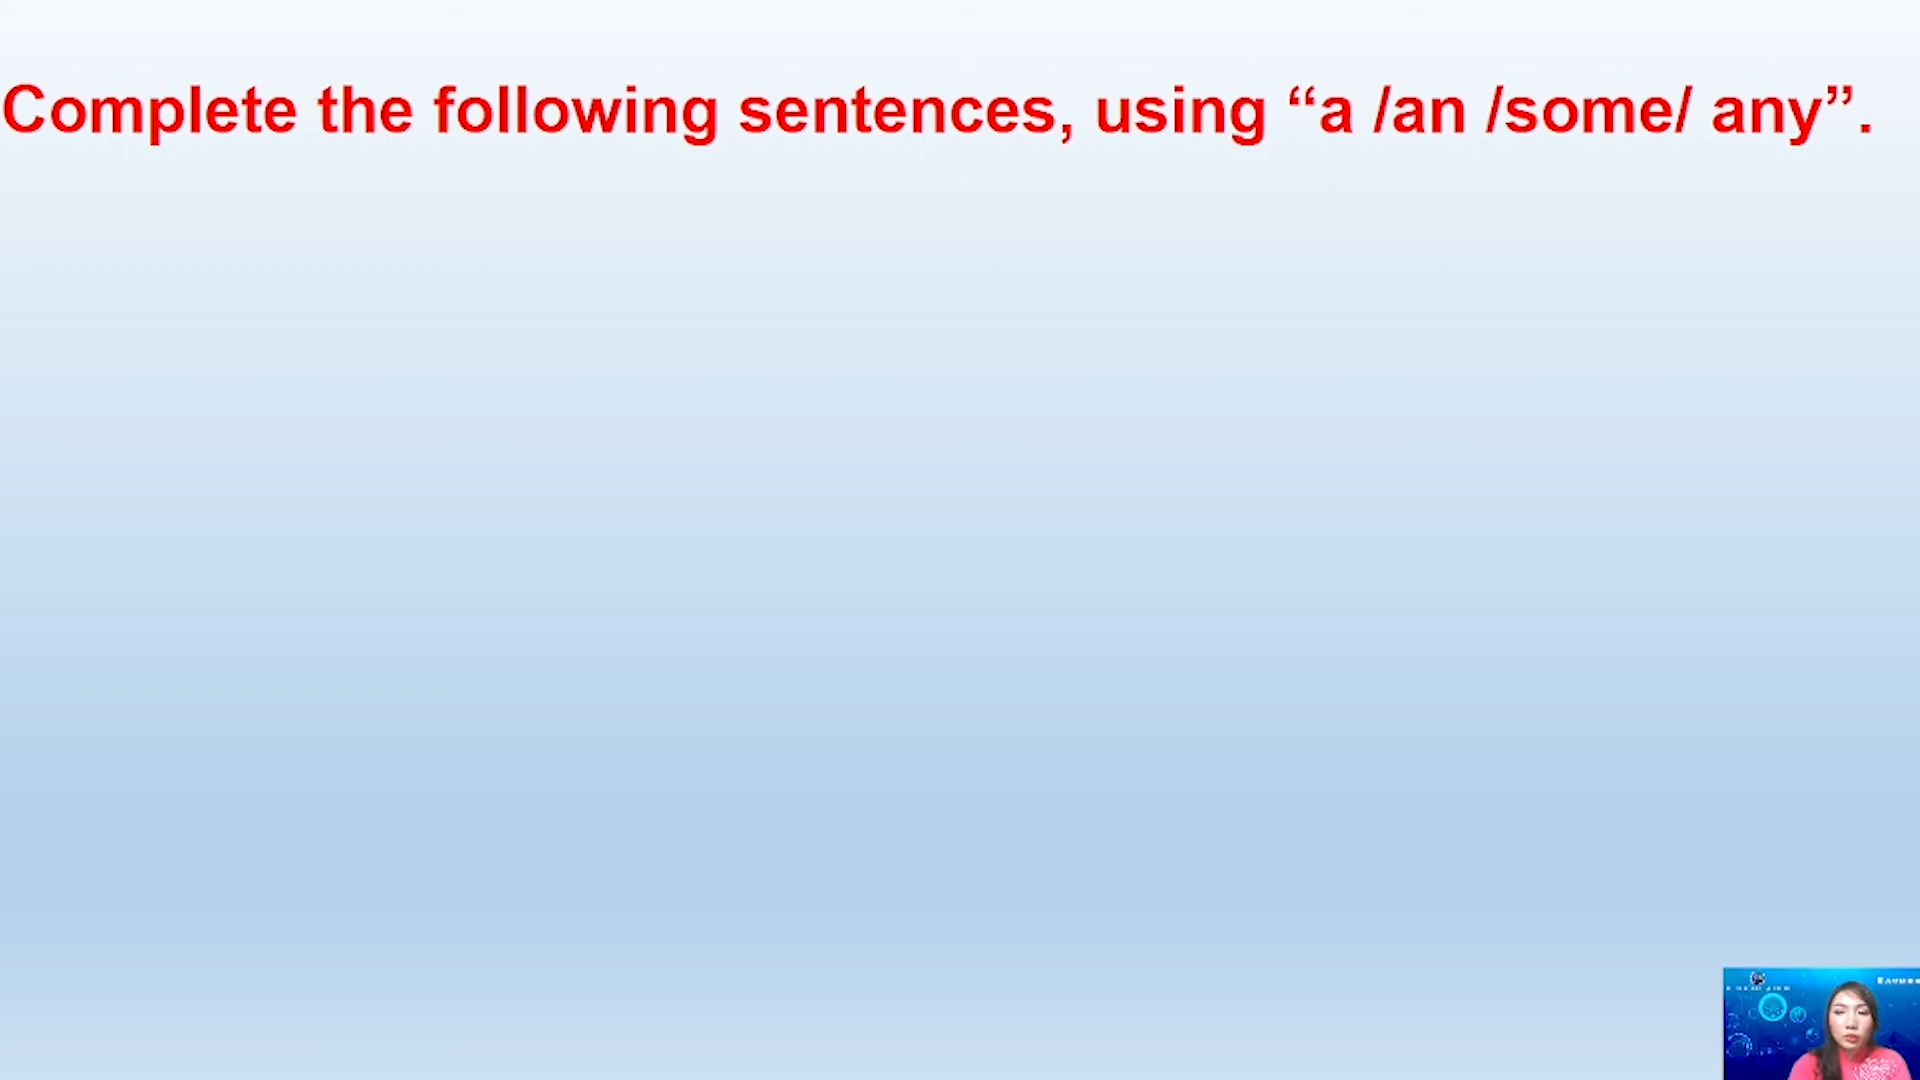 Complete the following sentences, using “a /an /some/ any”.